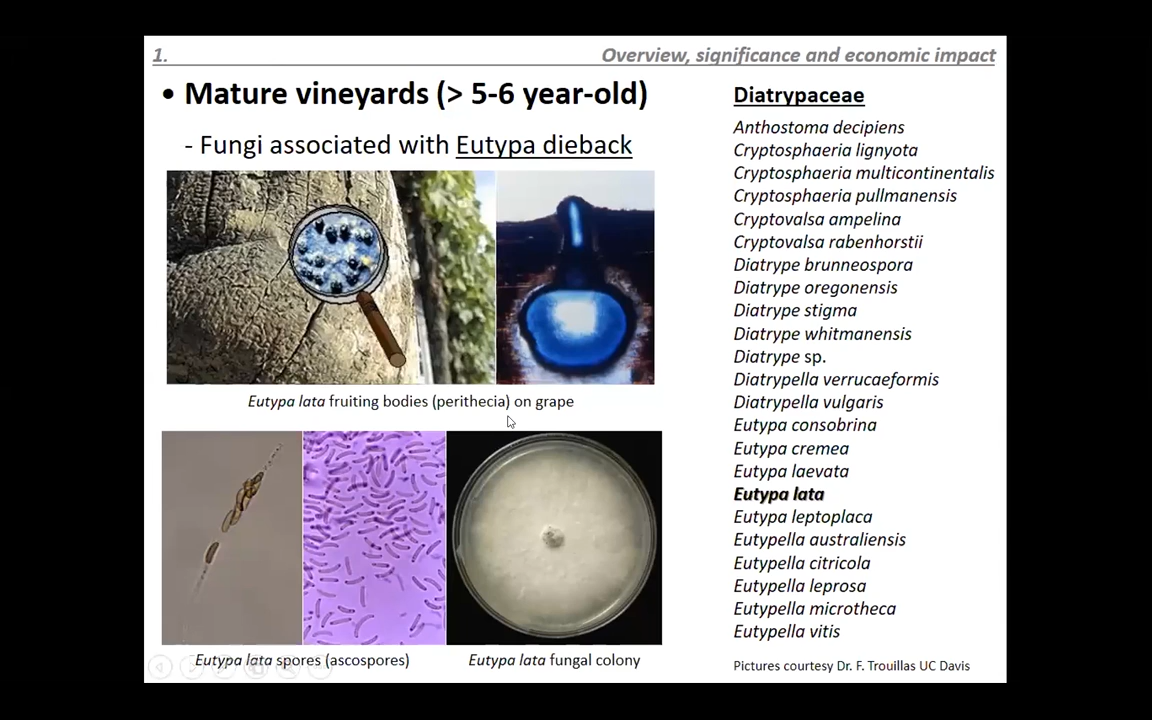 1.
Overview, significance and economic impact
• Mature vineyards (> 5-6 year-old)
- Fungi associated with Eutypa dieback
Eutypa lata fruiting bodies (perithecia) on grape
Eutypa lata spores (ascospores)
Eutypa lata fungal colony
Diatrypaceae
Anthostoma decipiens
Cryptosphaeria lignyota
Cryptosphaeria multicontinentalis
Cryptosphaeria pullmanensis
Cryptovalsa ampelina
Cryptovalsa rabenhorstii
Diatrype brunneospora
Diatrype oregonensis
Diatrype stigma
Diatrype whitmanensis
Diatrype sp.
Diatrypella verrucaeformis
Diatrypella vulgaris
Eutypa consobrina
Eutypa cremea
Eutypa laevata
Eutypa lata
Eutypa leptoplaca
Eutypella australiensis
Eutypella citricola
Eutypella leprosa
Eutypella microtheca
Eutypella vitis
Pictures courtesy Dr. F. Trouillas UC Davis